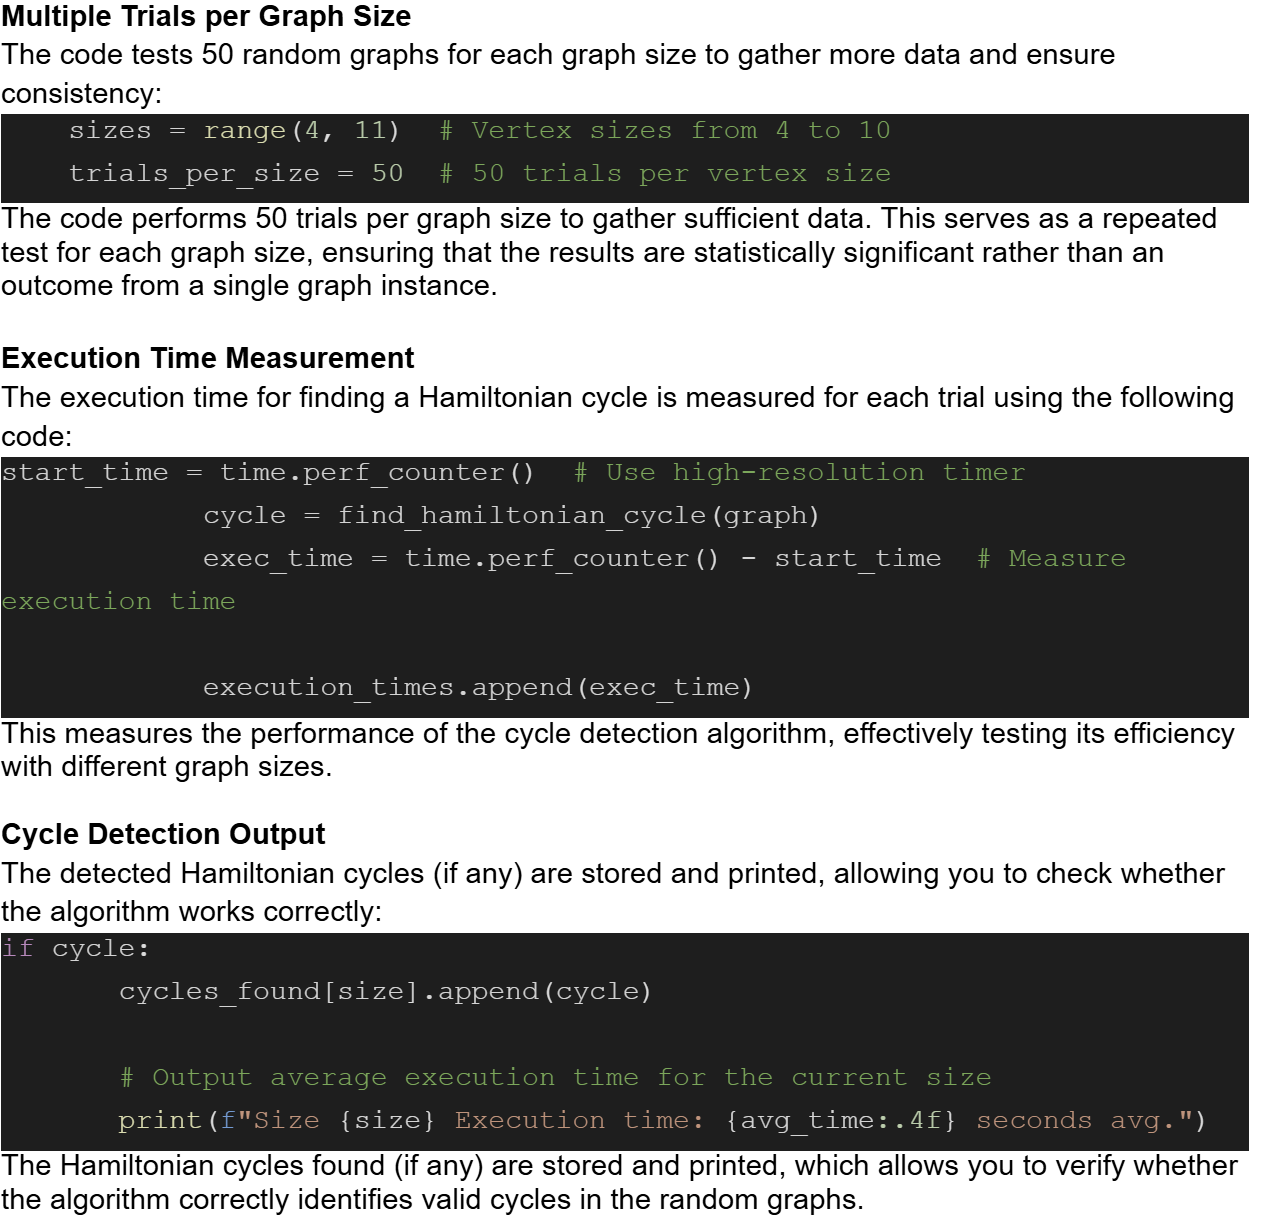 Multiple Trials per Graph Size
The code tests 50 random graphs for each graph size to gather more data and ensure
consistency:
sizes = range(4, 11)  # Vertex sizes from 4 to 10
trials_per_size = 50  # 50 trials per vertex size
The code performs 50 trials per graph size to gather sufficient data. This serves as a repeated
test for each graph size, ensuring that the results are statistically significant rather than an
outcome from a single graph instance.
Execution Time Measurement
The execution time for finding a Hamiltonian cycle is measured for each trial using the following
code:
start_time = time.perf_counter()  # Use high-resolution timer
cycle = find_hamiltonian_cycle(graph)
exec_time = time.perf_counter() - start_time  # Measure
execution time
execution_times.append(exec_time)
This measures the performance of the cycle detection algorithm, effectively testing its efficiency
with different graph sizes.
Cycle Detection Output
The detected Hamiltonian cycles (if any) are stored and printed, allowing you to check whether
the algorithm works correctly:
if cycle:
cycles_found[size].append(cycle)
# Output average execution time for the current size
print(f"Size {size} Execution time: {avg_time:.4f} seconds avg.")
The Hamiltonian cycles found (if any) are stored and printed, which allows you to verify whether
the algorithm correctly identifies valid cycles in the random graphs.